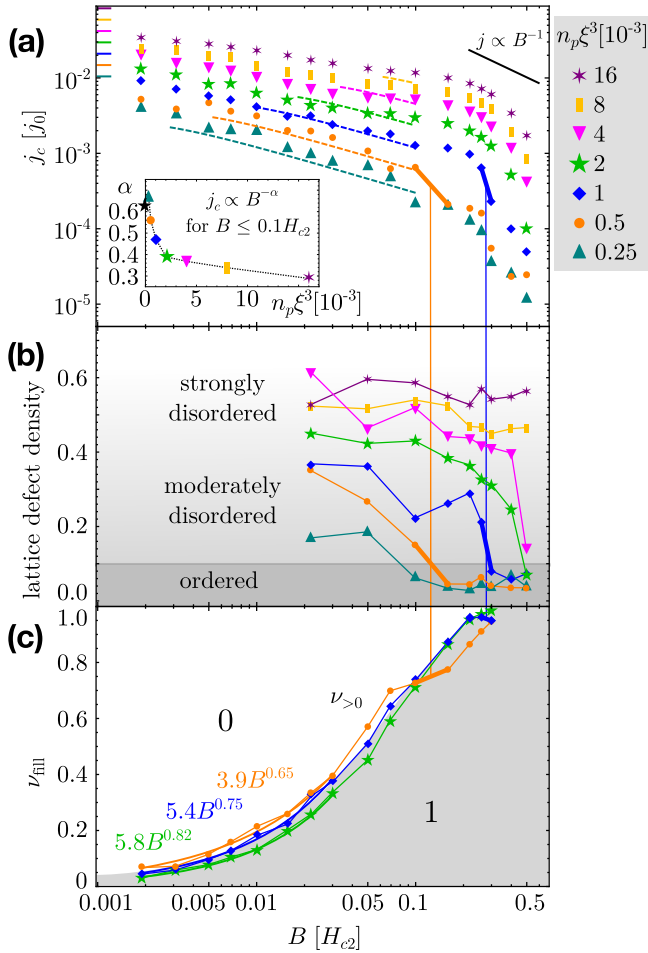 (a)
j_c [j_0]
10^{-2}
10^{-3}
10^{-4}
10^{-5}
j ∝ B^{-1}
n_pξ^3[10^{-3}]
16
8
4
2
1
0.5
0.25
α
0.6
0.5
0.4
0.3
j_c ∝ B^{-α}
for B ≤ 0.1H_{c2}
0 5 10
n_pξ^3[10^{-3}]
(b)
lattice defect density
0.6
0.4
0.2
0.0
strongly
disordered
moderately
disordered
ordered
(c)
ν_{fill}
1.0
0.8
0.6
0.4
0.2
0
ν_{>0}
0
1
3.9B^{0.65}
5.4B^{0.75}
5.8B^{0.82}
0.001 0.005 0.01 0.05 0.1 0.5
B [H_{c2}]